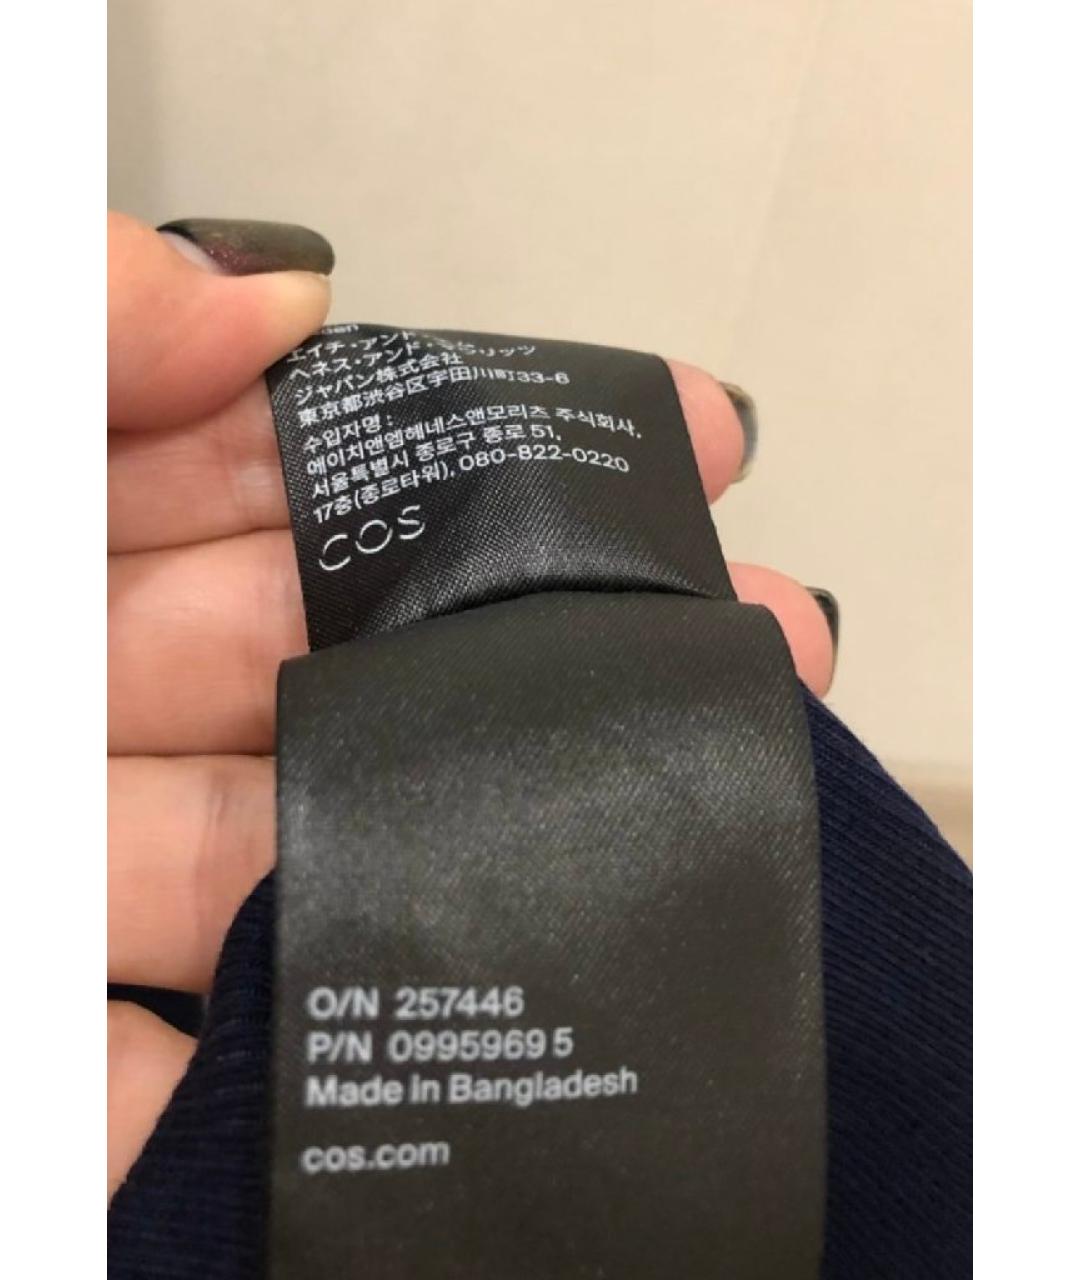 エイチ・アンド・
ヘネス・アンド・マウリッツ
ジャパン株式会社
東京都渋谷区宇田川町33-6
수입자명 :
에이치앤엠헤네스앤모리츠 주식회사,
서울특별시 종로구 종로 51,
17층(종로타워), 080-822-0220
COS
O/N 257446
P/N 0995969 5
Made in Bangladesh
cos.com